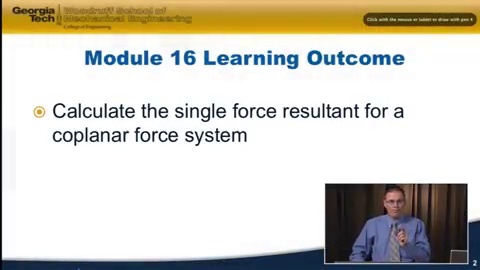 Georgia Tech
Woodruff School of
Mechanical Engineering
College of Engineering
Click with the mouse or tablet to draw with pen 4
Module 16 Learning Outcome
Calculate the single force resultant for a
coplanar force system
2